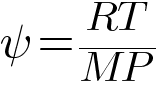 ψ = RT / MP